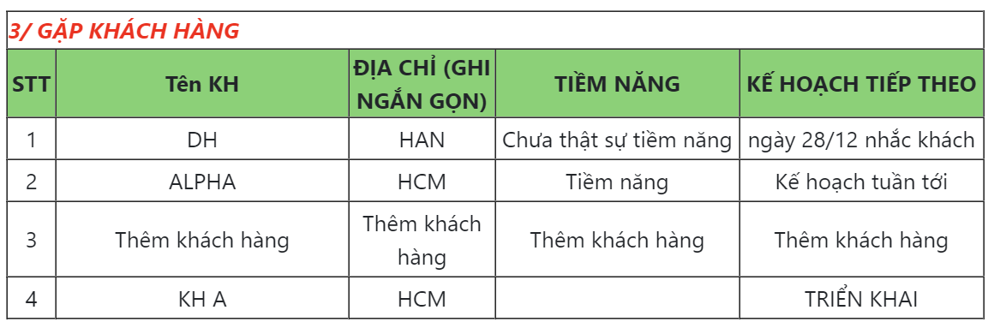 3/ GẶP KHÁCH HÀNG
STT Tên KH ĐỊA CHỈ (GHI NGẮN GỌN) TIỀM NĂNG KẾ HOẠCH TIẾP THEO
1 DH HAN Chưa thật sự tiềm năng ngày 28/12 nhắc khách
2 ALPHA HCM Tiềm năng Kế hoạch tuần tới
3 Thêm khách hàng Thêm khách hàng Thêm khách hàng Thêm khách hàng
4 KH A HCM TRIỂN KHAI